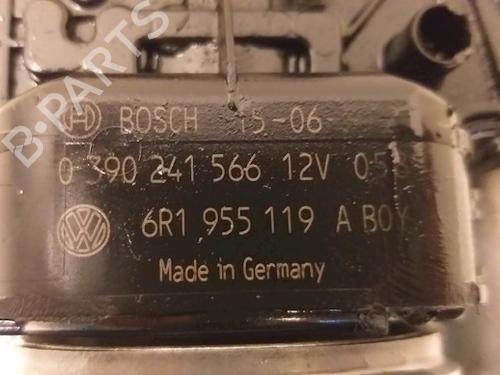 B-PARTS
BOSCH 15-06
0 390 241 566 12V
6R1 955 119 A BOY
Made in Germany